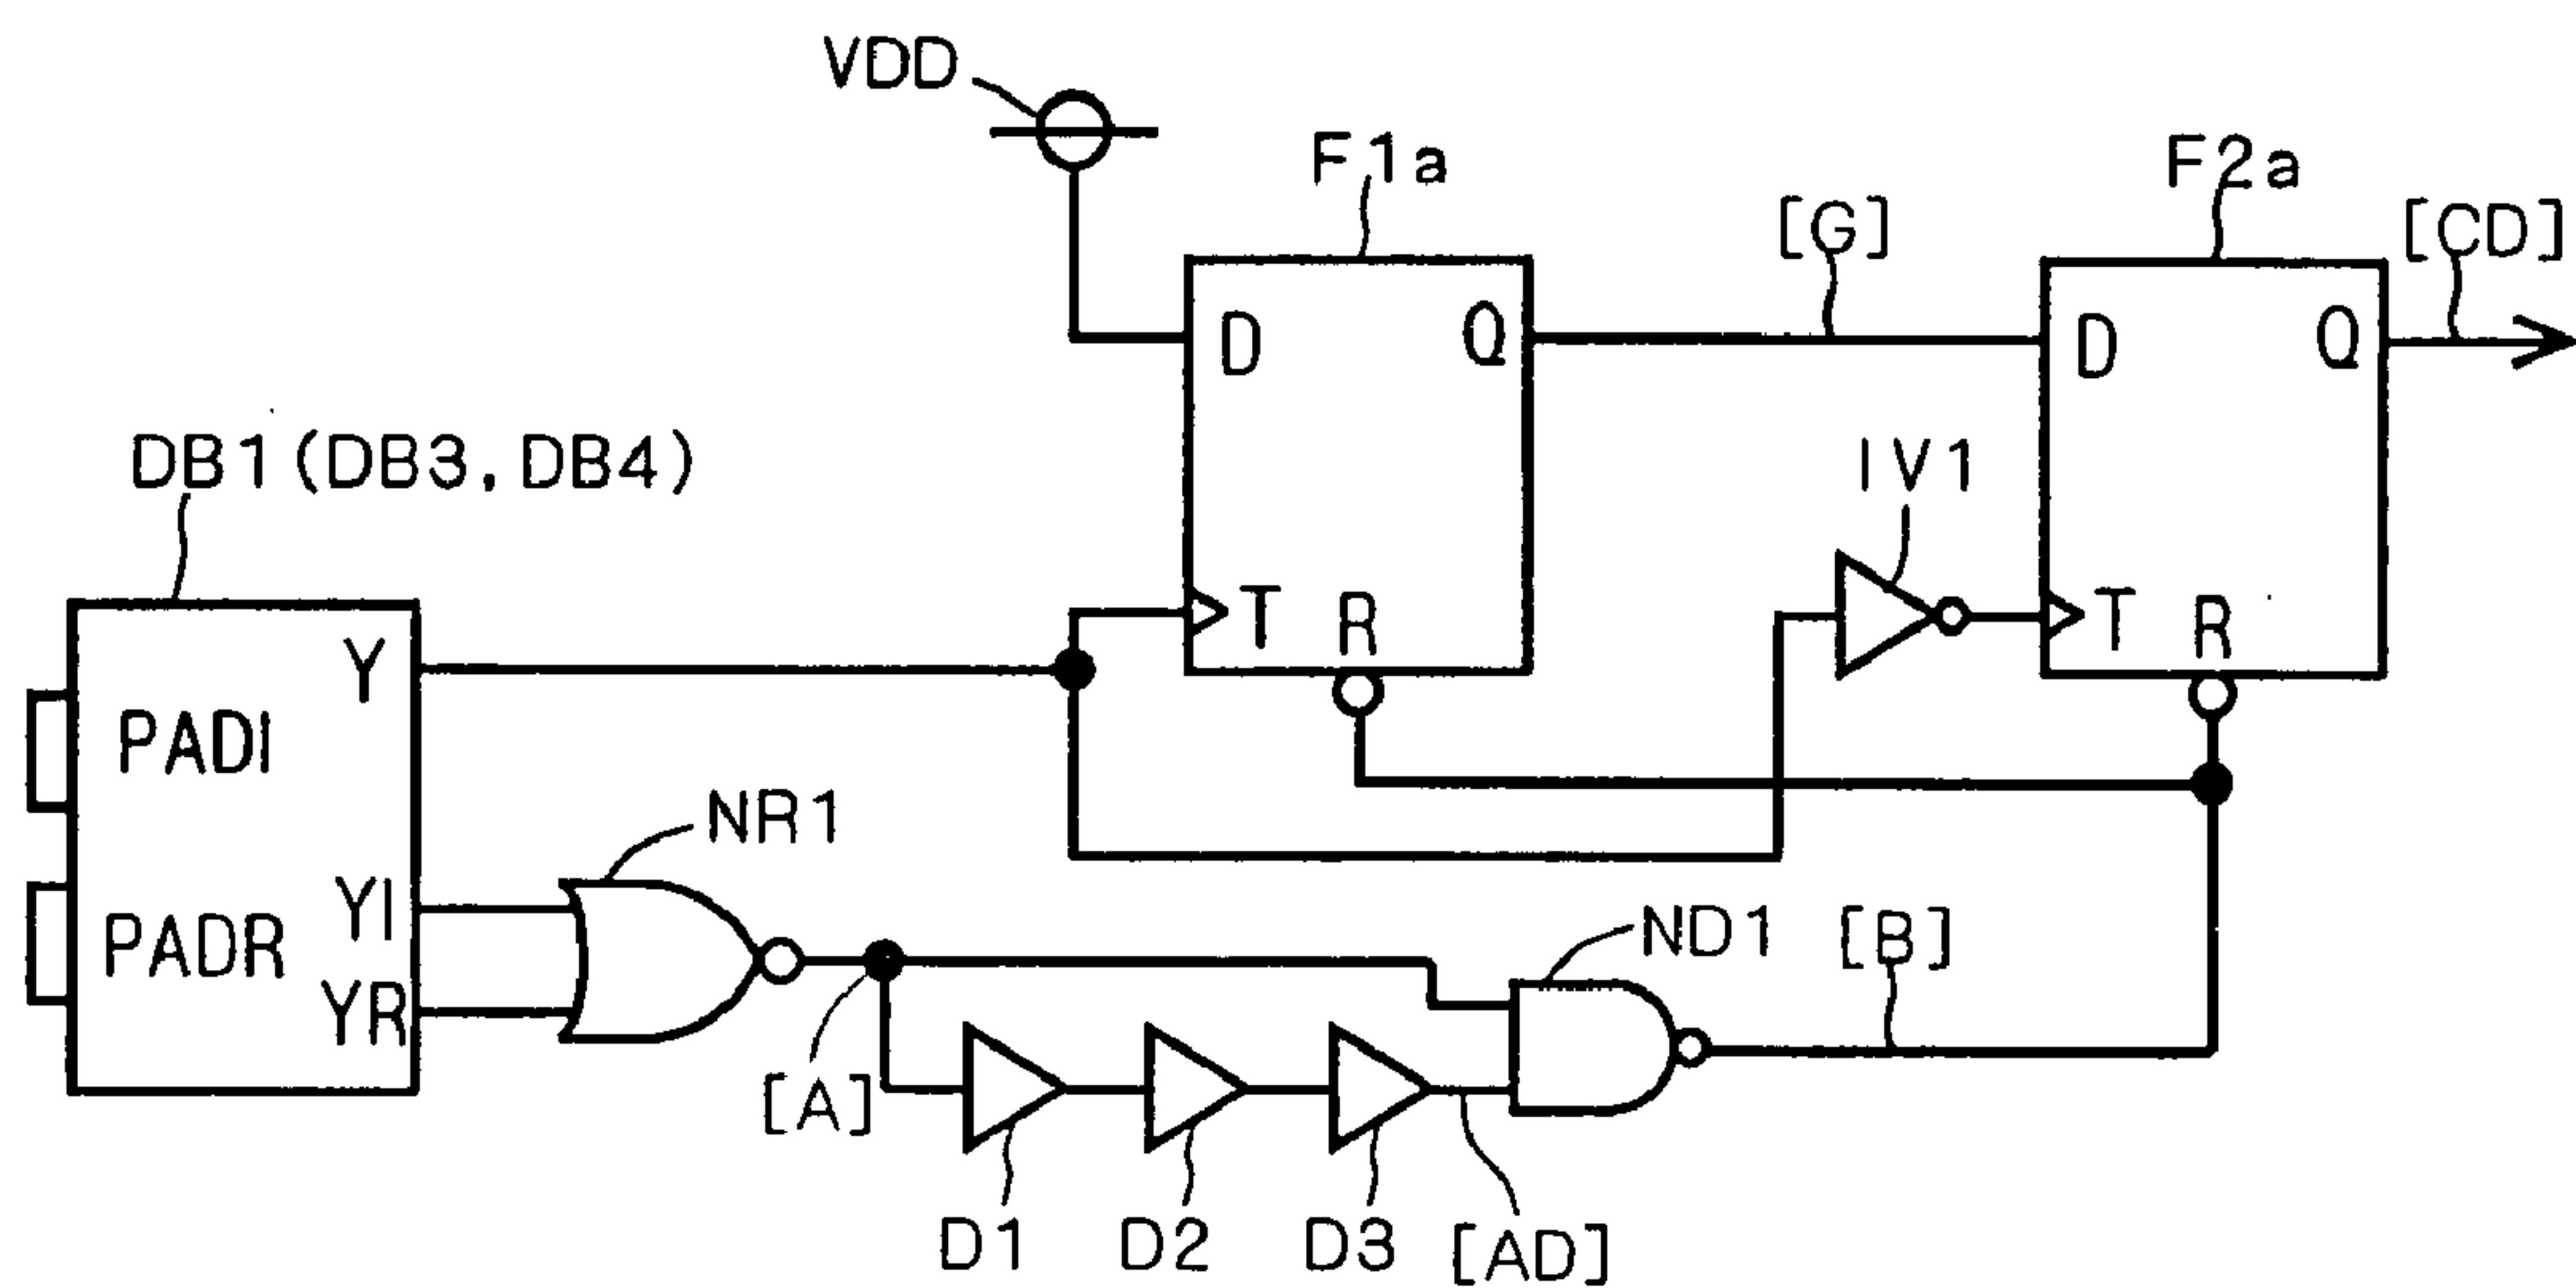 VDD
F1a
F2a
[G]
[CD]
D
Q
D
Q
DB1(DB3,DB4)
IV1
T
R
T
R
Y
PADI
NR1
YI
PADR
YR
ND1
[B]
[A]
D1
D2
D3
[AD]